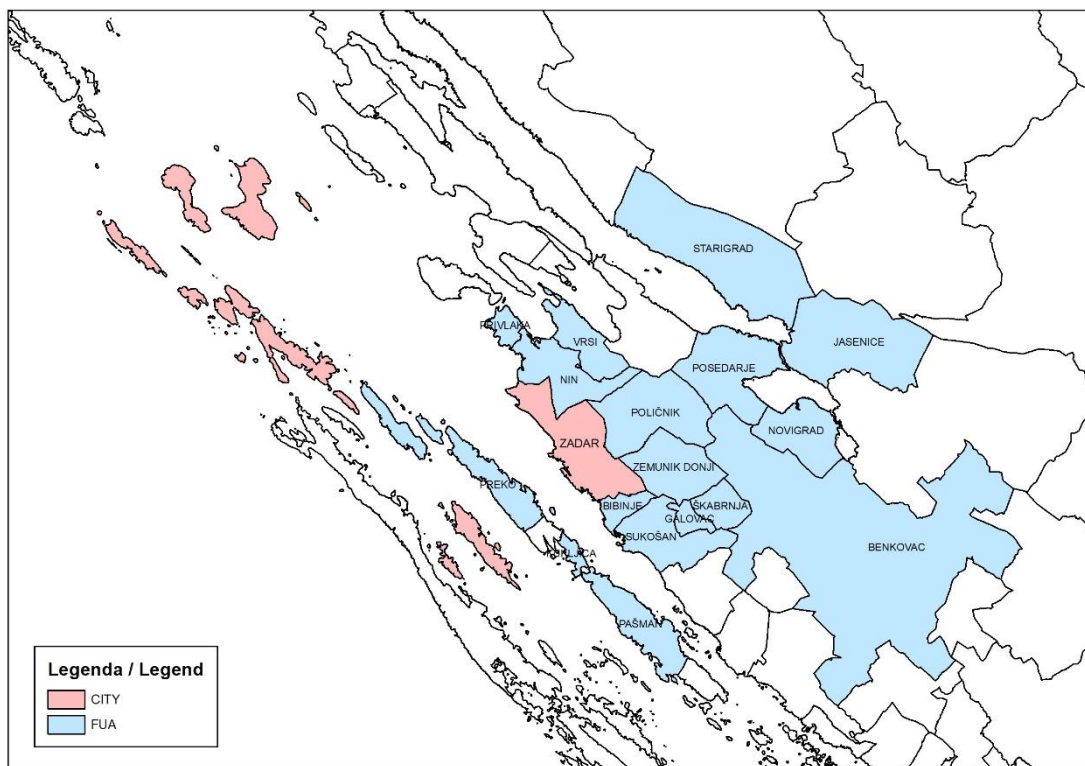 STARIGRAD
PRIVLAKA
VRSI
JASENICE
POSEDARJE
NIN
POLIČNIK
NOVIGRAD
ZADAR
ZEMUNIK DONJI
PREKO
BIBINJE
ŠKABRNJA
GALOVAC
SUKOŠAN
BENKOVAC
PAŠMAN
Legenda / Legend
CITY
FUA